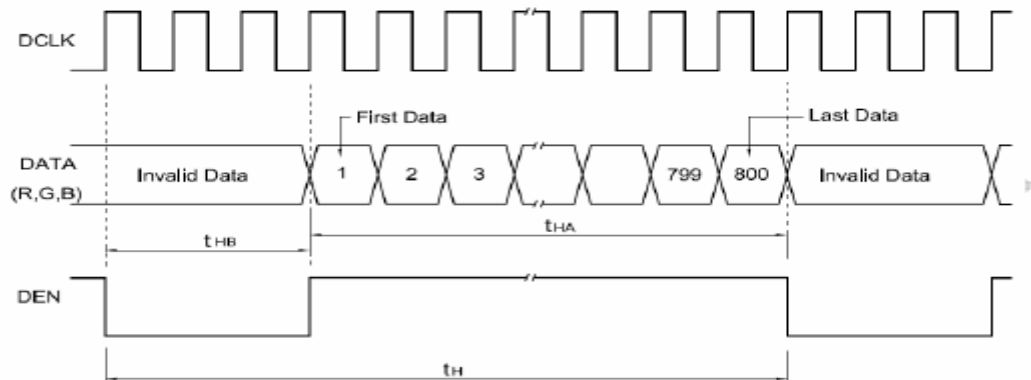 DCLK
First Data
Last Data
DATA
(R,G,B)
Invalid Data
1
2
3
799
800
Invalid Data
tHB
tHA
DEN
tH